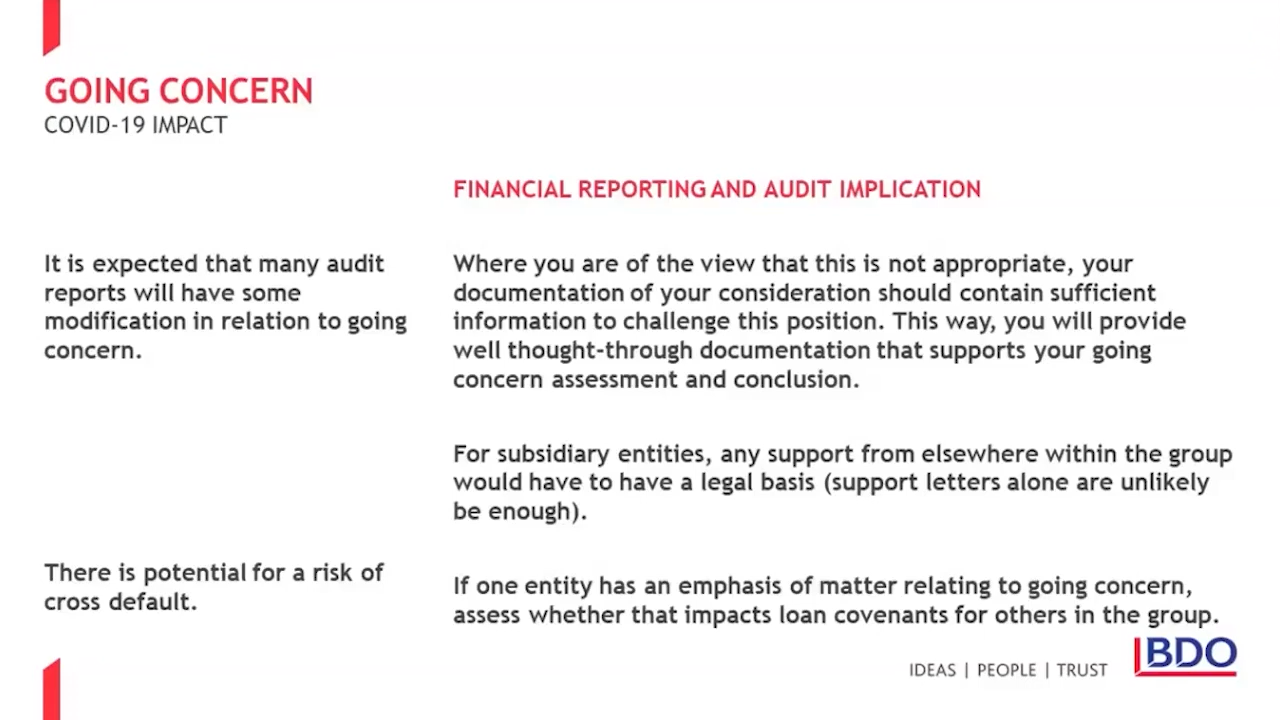 GOING CONCERN
COVID-19 IMPACT
FINANCIAL REPORTING AND AUDIT IMPLICATION
It is expected that many audit
reports will have some
modification in relation to going
concern.
Where you are of the view that this is not appropriate, your
documentation of your consideration should contain sufficient
information to challenge this position. This way, you will provide
well thought-through documentation that supports your going
concern assessment and conclusion.
For subsidiary entities, any support from elsewhere within the group
would have to have a legal basis (support letters alone are unlikely
be enough).
There is potential for a risk of
cross default.
If one entity has an emphasis of matter relating to going concern,
assess whether that impacts loan covenants for others in the group.
IDEAS | PEOPLE | TRUST
BDO